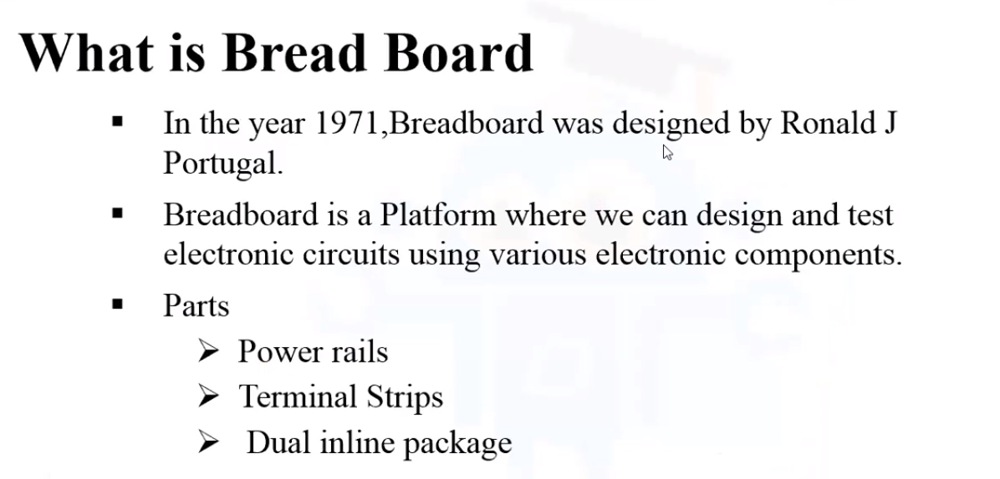 What is Bread Board
▪ In the year 1971,Breadboard was designed by Ronald J
Portugal.
▪ Breadboard is a Platform where we can design and test
electronic circuits using various electronic components.
▪ Parts
➢ Power rails
➢ Terminal Strips
➢ Dual inline package